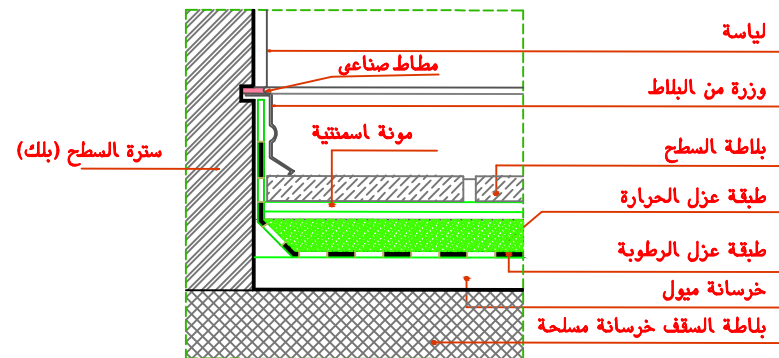 لياسة
مطاط صناعى
وزرة من البلاط
مونة اسمنتية
سترة السطح (بلك)
بلاطة السطح
طبقة عزل الحرارة
طبقة عزل الرطوبة
خرسانة ميول
بلاطة السقف خرسانة مسلحة